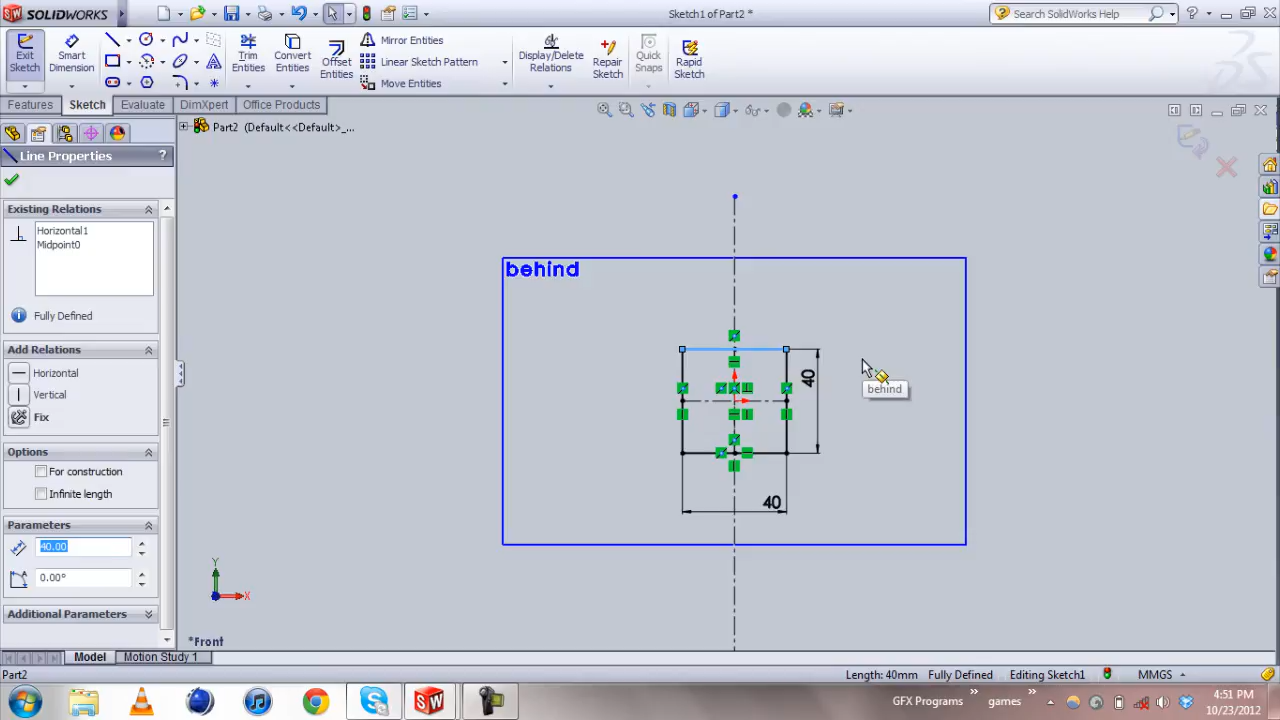 SOLIDWORKS
Sketch1 of Part2 *
Search SolidWorks Help
Exit Sketch
Smart Dimension
Trim Entities
Convert Entities
Offset Entities
Mirror Entities
Linear Sketch Pattern
Move Entities
Display/Delete Relations
Repair Sketch
Quick Snaps
Rapid Sketch
Features
Sketch
Evaluate
DimXpert
Office Products
Part2 (Default<<Default>_...
Line Properties
?
Existing Relations
Horizontal1
Midpoint0
Fully Defined
Add Relations
Horizontal
Vertical
Fix
Options
For construction
Infinite length
Parameters
40.00
0.00°
Additional Parameters
behind
behind
40
40
Y
X
*Front
Model
Motion Study 1
Part2
Length: 40mm
Fully Defined
Editing Sketch1
MMGS
GFX Programs
games
4:51 PM
10/23/2012